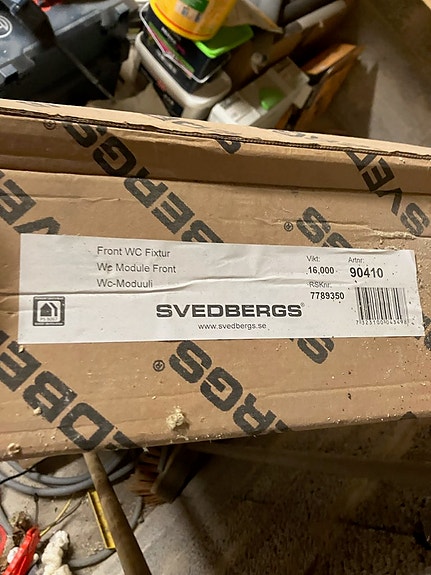 Front WC Fixtur
Wc Module Front
Wc-Moduuli
Vikt:
16,000
Artnr:
90410
RSKnr:
7789350
SVEDBERGS®
www.svedbergs.se
SVEDBERGS